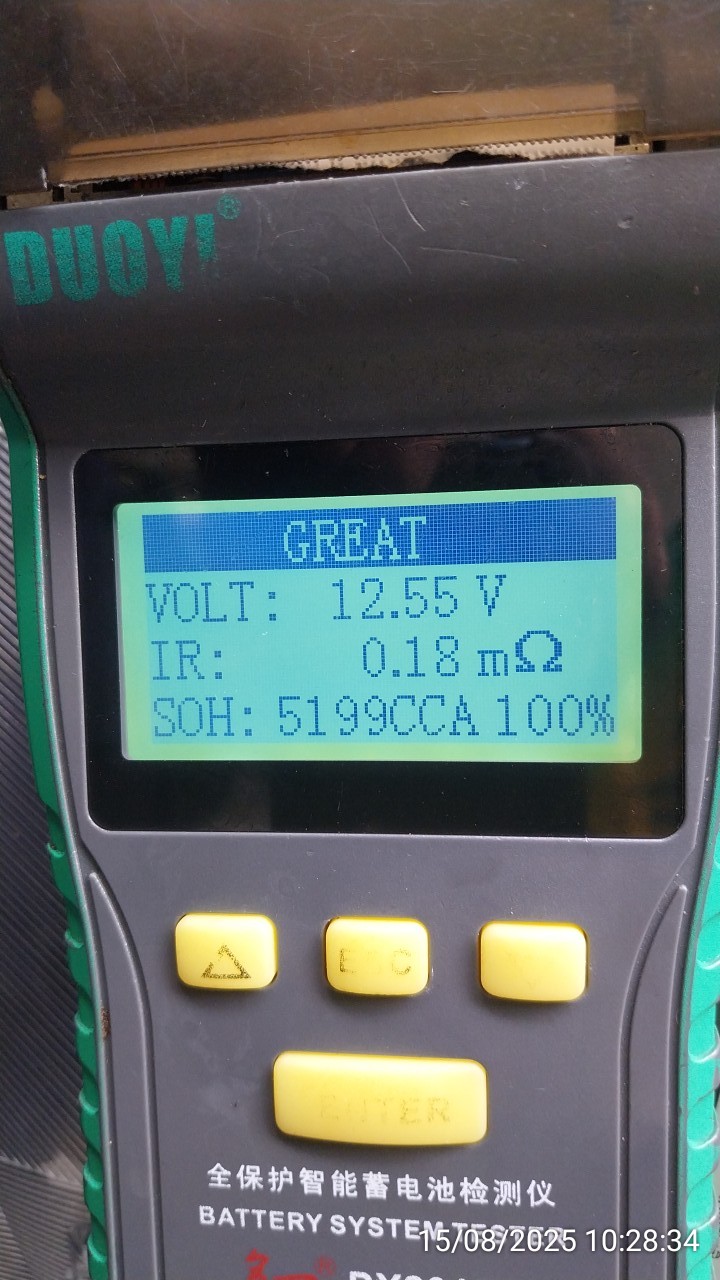 DUOYI®
GREAT
VOLT: 12.55 V
IR: 0.18 mΩ
SOH: 5199CCA 100%
ENTER
全保护智能蓄电池检测仪
BATTERY SYSTEM TESTER
15/08/2025 10:28:34